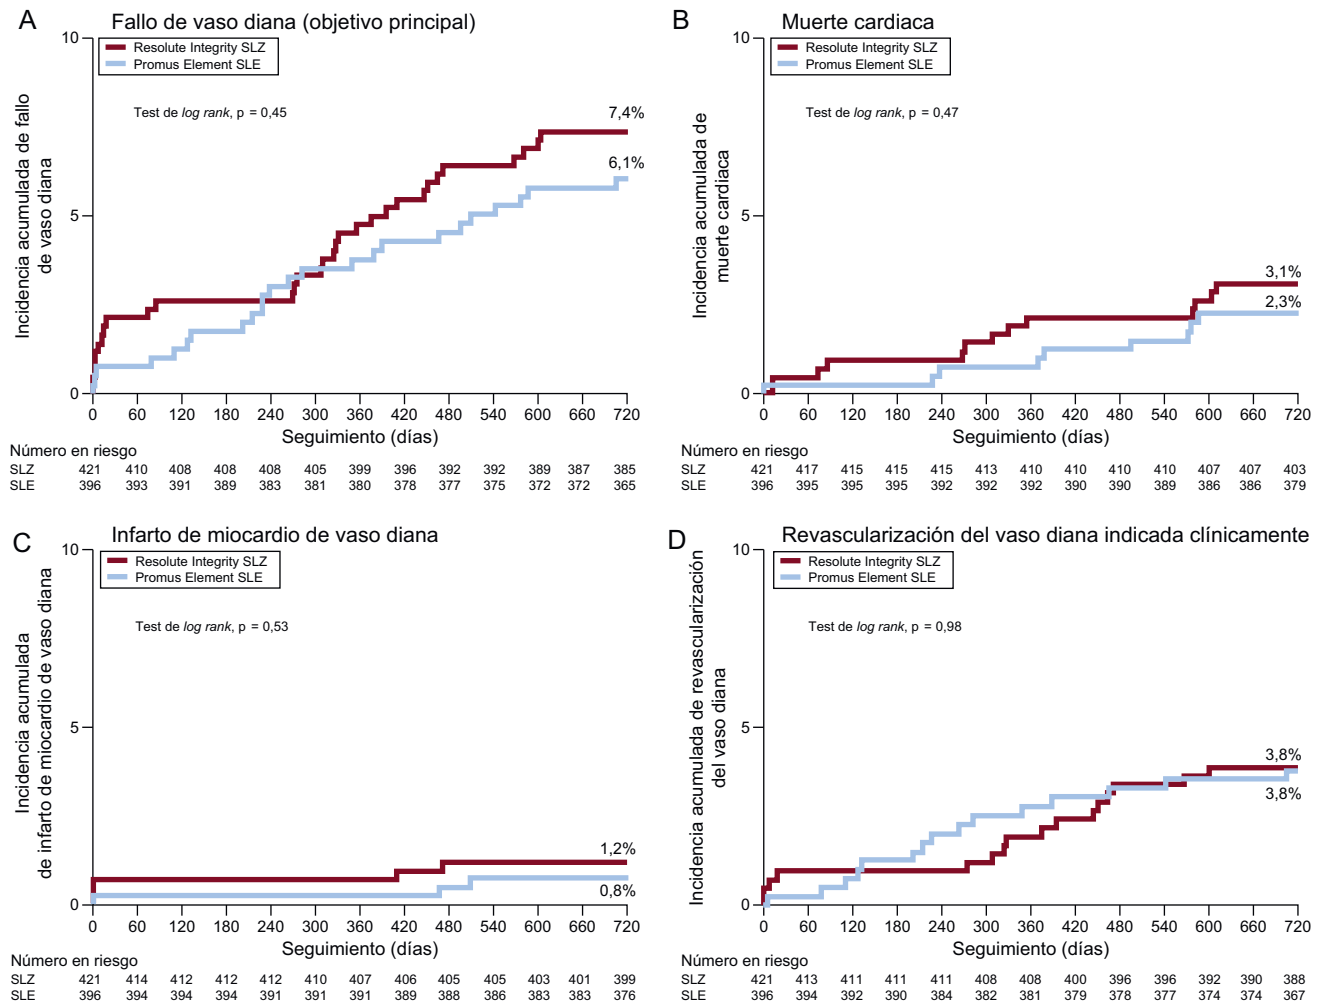 A
Fallo de vaso diana (objetivo principal)
10
5
0
Incidencia acumulada de fallo
de vaso diana
Resolute Integrity SLZ
Promus Element SLE
Test de log rank, p = 0,45
7,4%
6,1%
0 60 120 180 240 300 360 420 480 540 600 660 720
Seguimiento (días)
Número en riesgo
SLZ 421 410 408 408 408 405 399 396 392 392 389 387 385
SLE 396 393 391 389 383 381 380 378 377 375 372 372 365
B
Muerte cardiaca
10
5
0
Incidencia acumulada de
muerte cardiaca
Resolute Integrity SLZ
Promus Element SLE
Test de log rank, p = 0,47
3,1%
2,3%
0 60 120 180 240 300 360 420 480 540 600 660 720
Seguimiento (días)
Número en riesgo
SLZ 421 417 415 415 415 413 410 410 410 410 407 407 403
SLE 396 395 395 395 392 392 392 390 390 389 386 386 379
C
Infarto de miocardio de vaso diana
10
5
0
Incidencia acumulada
de infarto de miocardio de vaso diana
Resolute Integrity SLZ
Promus Element SLE
Test de log rank, p = 0,53
1,2%
0,8%
0 60 120 180 240 300 360 420 480 540 600 660 720
Seguimiento (días)
Número en riesgo
SLZ 421 414 412 412 412 410 407 406 405 405 403 401 399
SLE 396 394 394 394 391 391 391 389 388 386 383 383 376
D
Revascularización del vaso diana indicada clínicamente
10
5
0
Incidencia acumulada de revascularización
del vaso diana
Resolute Integrity SLZ
Promus Element SLE
Test de log rank, p = 0,98
3,8%
3,8%
0 60 120 180 240 300 360 420 480 540 600 660 720
Seguimiento (días)
Número en riesgo
SLZ 421 413 411 411 411 408 408 400 396 396 392 390 388
SLE 396 394 392 390 384 382 381 379 378 377 374 374 367